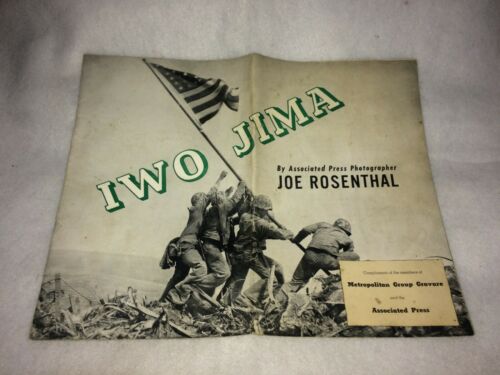 IWO JIMA
By Associated Press Photographer
JOE ROSENTHAL
Compliments of the members of
Metropolitan Group Gravure
and the
Associated Press